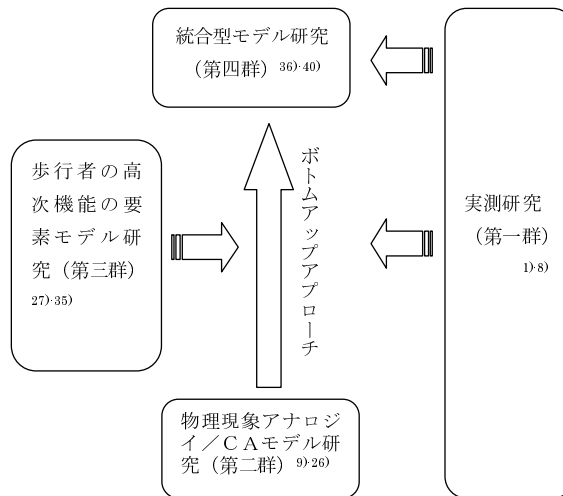 統合型モデル研究
（第四群） 36)-40)
歩行者の高
次機能の要
素モデル研
究（第三群）
27)-35)
ボトムアップアプローチ
実測研究
（第一群）
1)-8)
物理現象アナロジ
イ／ＣＡモデル研
究（第二群） 9)-26)